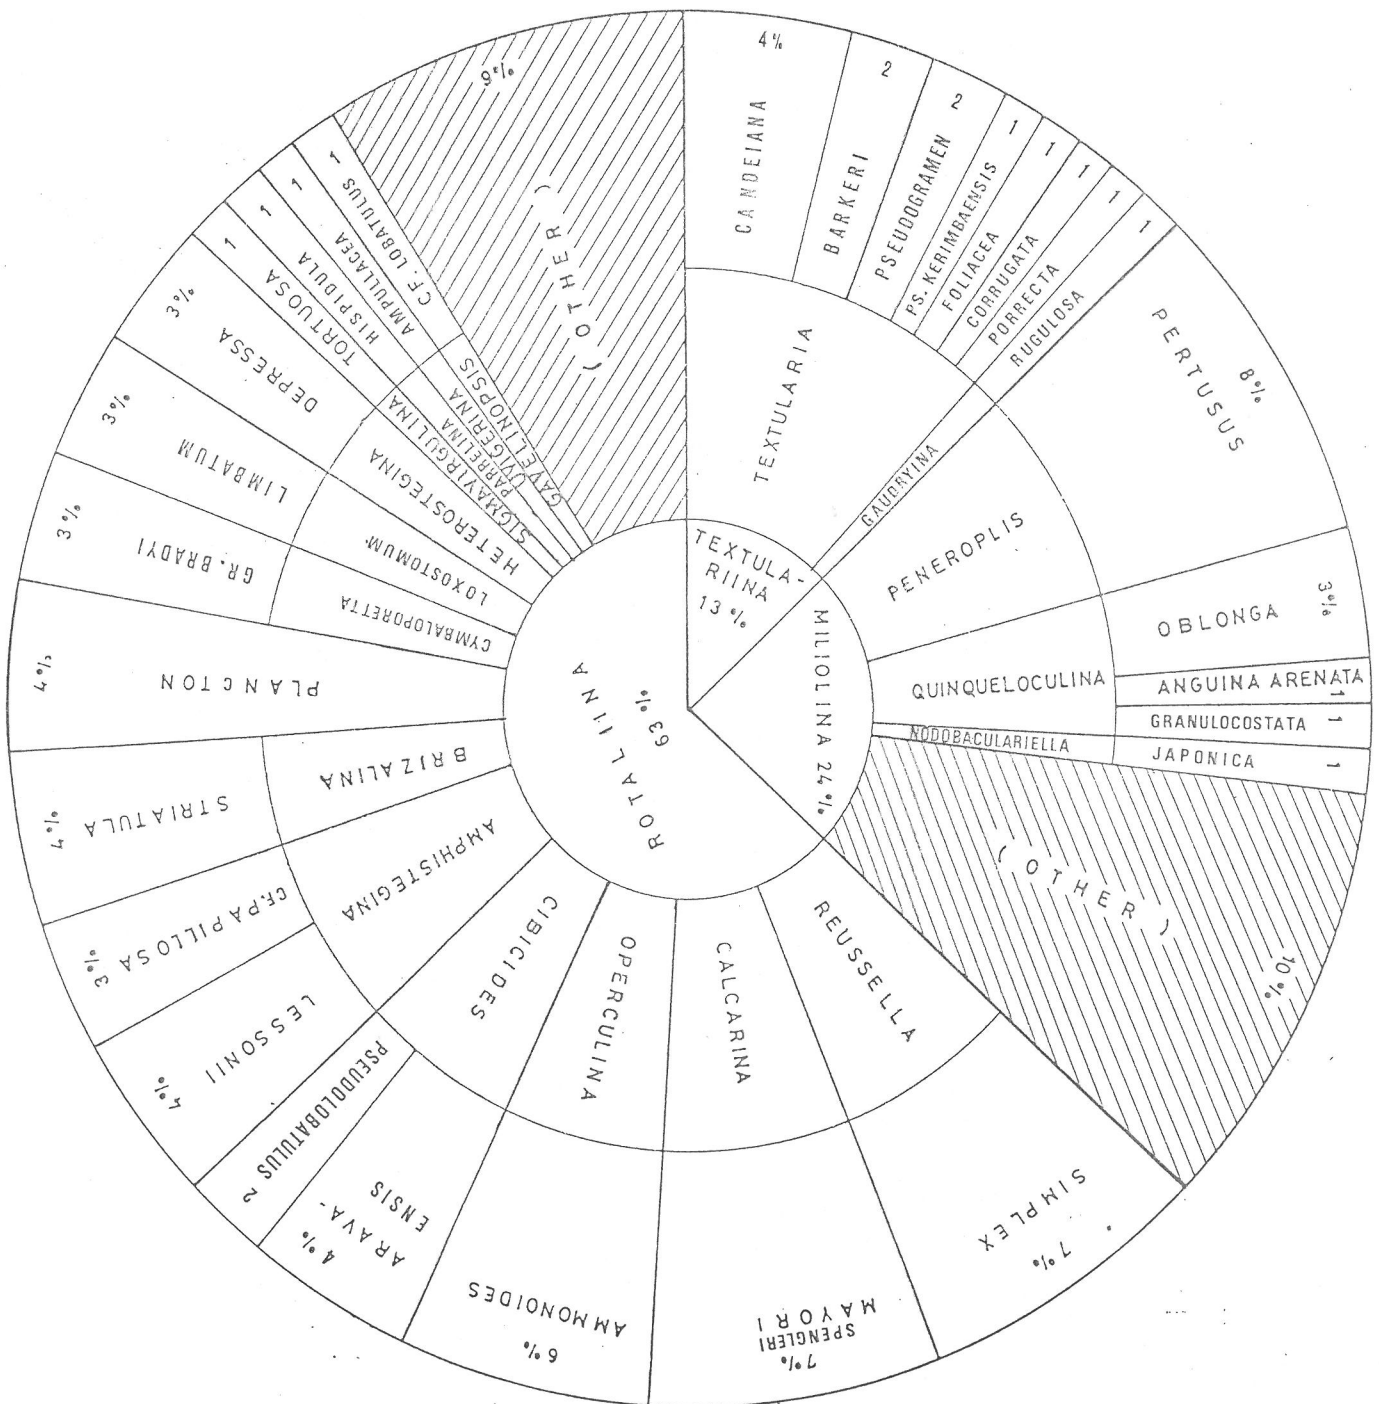 4%
CANDEIANA
2
BARKERI
2
PSEUDOGRAMEN
1
PS. KERIMBAENSIS
1
FOLIACEA
1
CORRUGATA
1
PORRECTA
1
RUGULOSA
TEXTULARIA
GAUDRYINA
TEXTULA-
RIINA
13%
PERTUSUS
8%
PENEROPLIS
OBLONGA
3%
QUINQUELOCULINA
ANGUINA ARENATA
1
GRANULOCOSTATA
1
NODOBACULARIELLA
JAPONICA
1
MILIOLINA 24%
(OTHER)
10%
REUSSELLA
SIMPLEX
7%
CALCARINA
MAYORI
SPENGLERI
7%
OPERCULINA
AMMONOIDES
6%
CIBICIDES
ARAVA-
ENSIS
4%
PSEUDOLOBATULUS
2
AMPHISTEGINA
LESSONII
4%
CF.PAPILLOSA
3%
BRIZALINA
STRIATULA
4%
PLANCTON
4%
CYMBALOPORETTA
GR. BRADYI
3%
LOXOSTOMUM
LIMBATUM
3%
HETEROSTEGINA
DEPRESSA
3%
SIGMAVIRGULINA
TORTUOSA
1
PARRELINA
HISPIDULA
1
UVIGERINA
AMPULLACEA
1
GAVELINOPSIS
C.F. LOBATULUS
1
(OTHER)
9%
ROTALIINA
63%